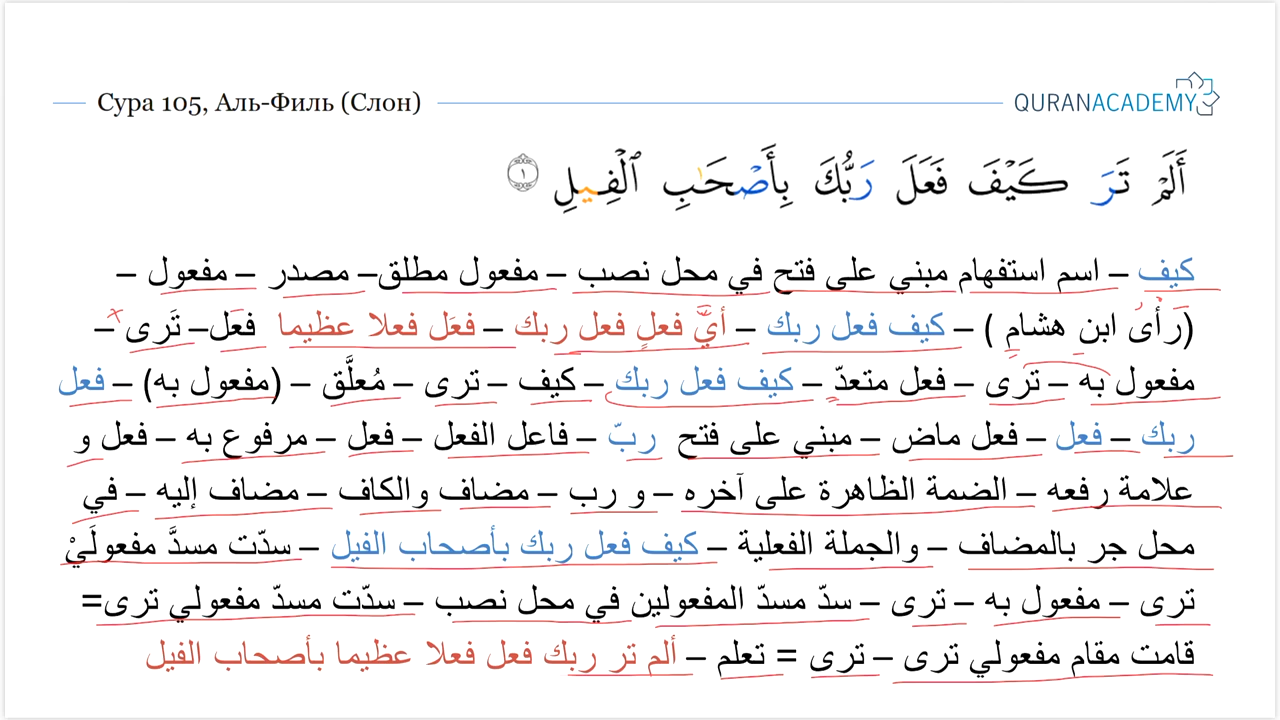 Сура 105, Аль-Филь (Слон)
QURANACADEMY
أَلَمْ تَرَ كَيْفَ فَعَلَ رَبُّكَ بِأَصْحَٰبِ ٱلْفِيلِ ١
كيف – اسم استفهام مبني على فتح في محل نصب – مفعول مطلق– مصدر – مفعول –
(رَأىُ ابن هشامٍ ) – كيف فعل ربك – أيَّ فعلٍ فعل ربك – فعَل فعلا عظيما فعَل– تَرى –
مفعول به – ترى – فعل متعدّ – كيف فعل ربك – كيف – ترى – مُعلَّق – (مفعول به) – فعل
ربك – فعل – فعل ماض – مبني على فتح ربّ – فاعل الفعل – فعل – مرفوع به – فعل و
علامة رفعه – الضمة الظاهرة على آخره – و رب – مضاف والكاف – مضاف إليه – في
محل جر بالمضاف – والجملة الفعلية – كيف فعل ربك بأصحاب الفيل – سدّت مسدَّ مفعولَيْ
ترى – مفعول به – ترى – سدّ مسدّ المفعولين في محل نصب – سدّت مسدّ مفعولي ترى=
قامت مقام مفعولي ترى – ترى = تعلم – ألم تر ربك فعل فعلا عظيما بأصحاب الفيل